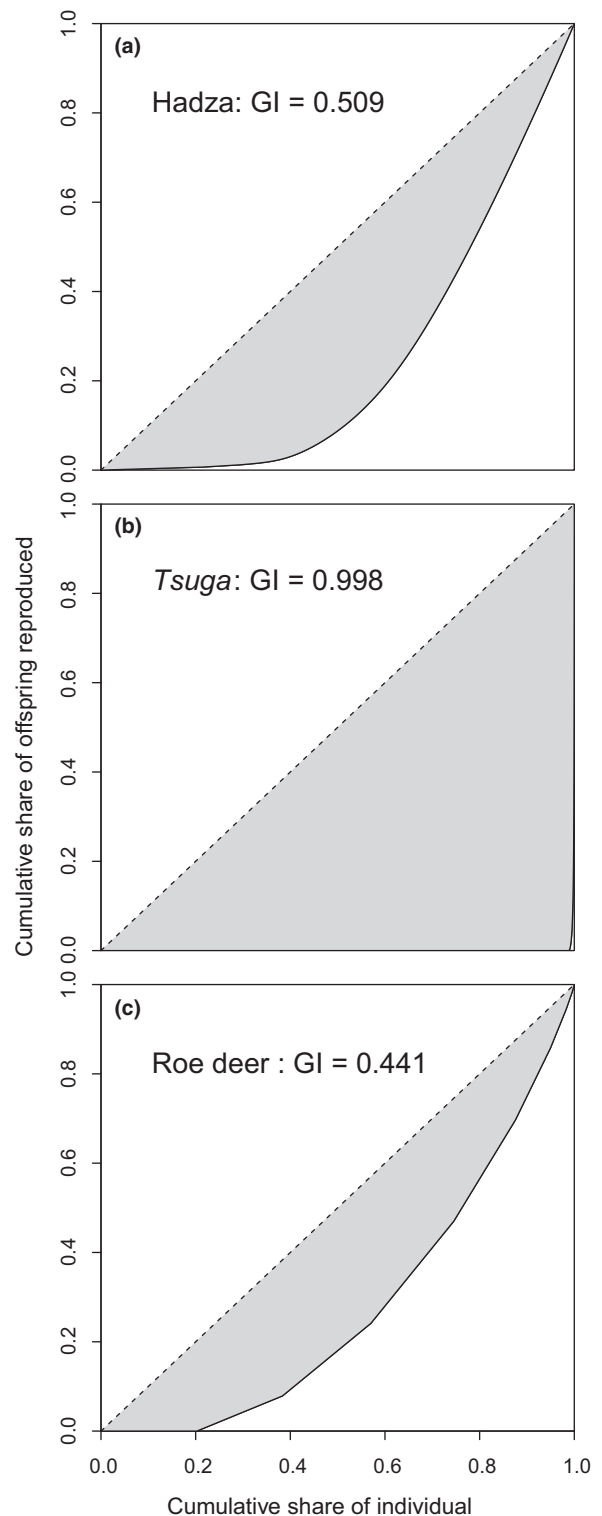 (a)
Hadza: GI = 0.509
1.0
0.8
0.6
0.4
0.2
0.0
(b)
Tsuga: GI = 0.998
1.0
0.8
0.6
0.4
0.2
0.0
Cumulative share of offspring reproduced
(c)
Roe deer : GI = 0.441
1.0
0.8
0.6
0.4
0.2
0.0
0.0 0.2 0.4 0.6 0.8 1.0
Cumulative share of individual